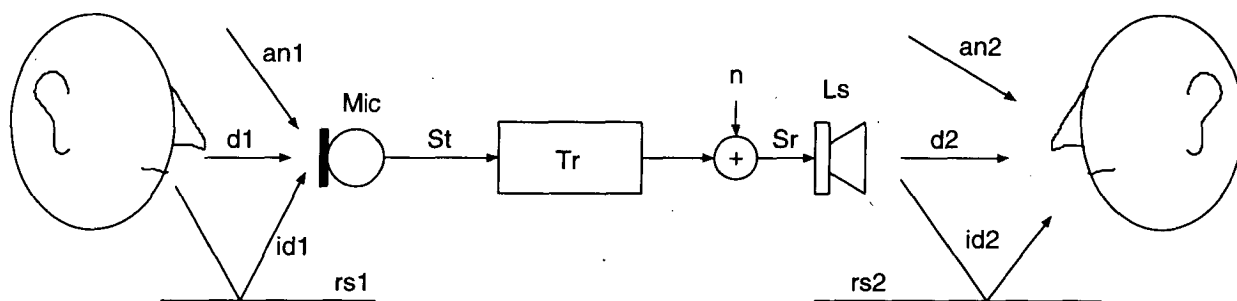 an1
an2
n
Mic
Ls
d1
St
Tr
+
Sr
d2
id1
id2
rs1
rs2